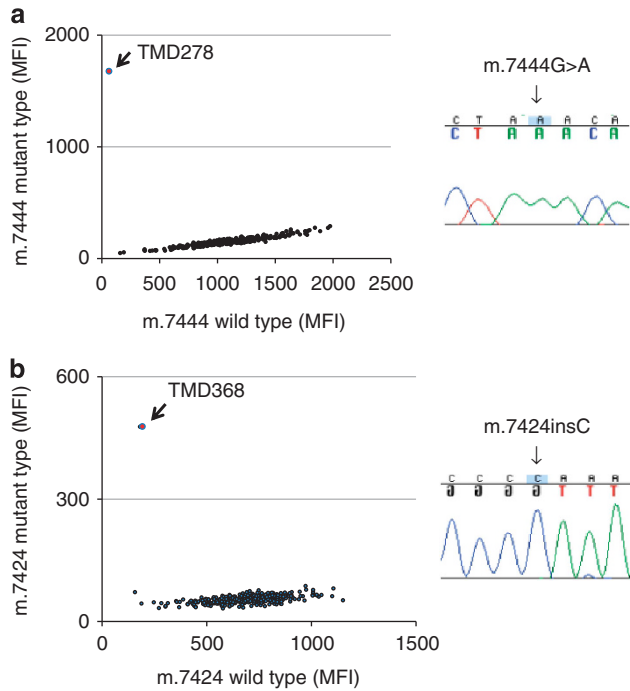 a
2000
1000
0
0 500 1000 1500 2000 2500
m.7444 mutant type (MFI)
m.7444 wild type (MFI)
TMD278
m.7444G>A
C T A A A C A
C T A A A C A
b
600
300
0
0 500 1000 1500
m.7424 mutant type (MFI)
m.7424 wild type (MFI)
TMD368
m.7424insC
C C C C A A A
G G G G T T T